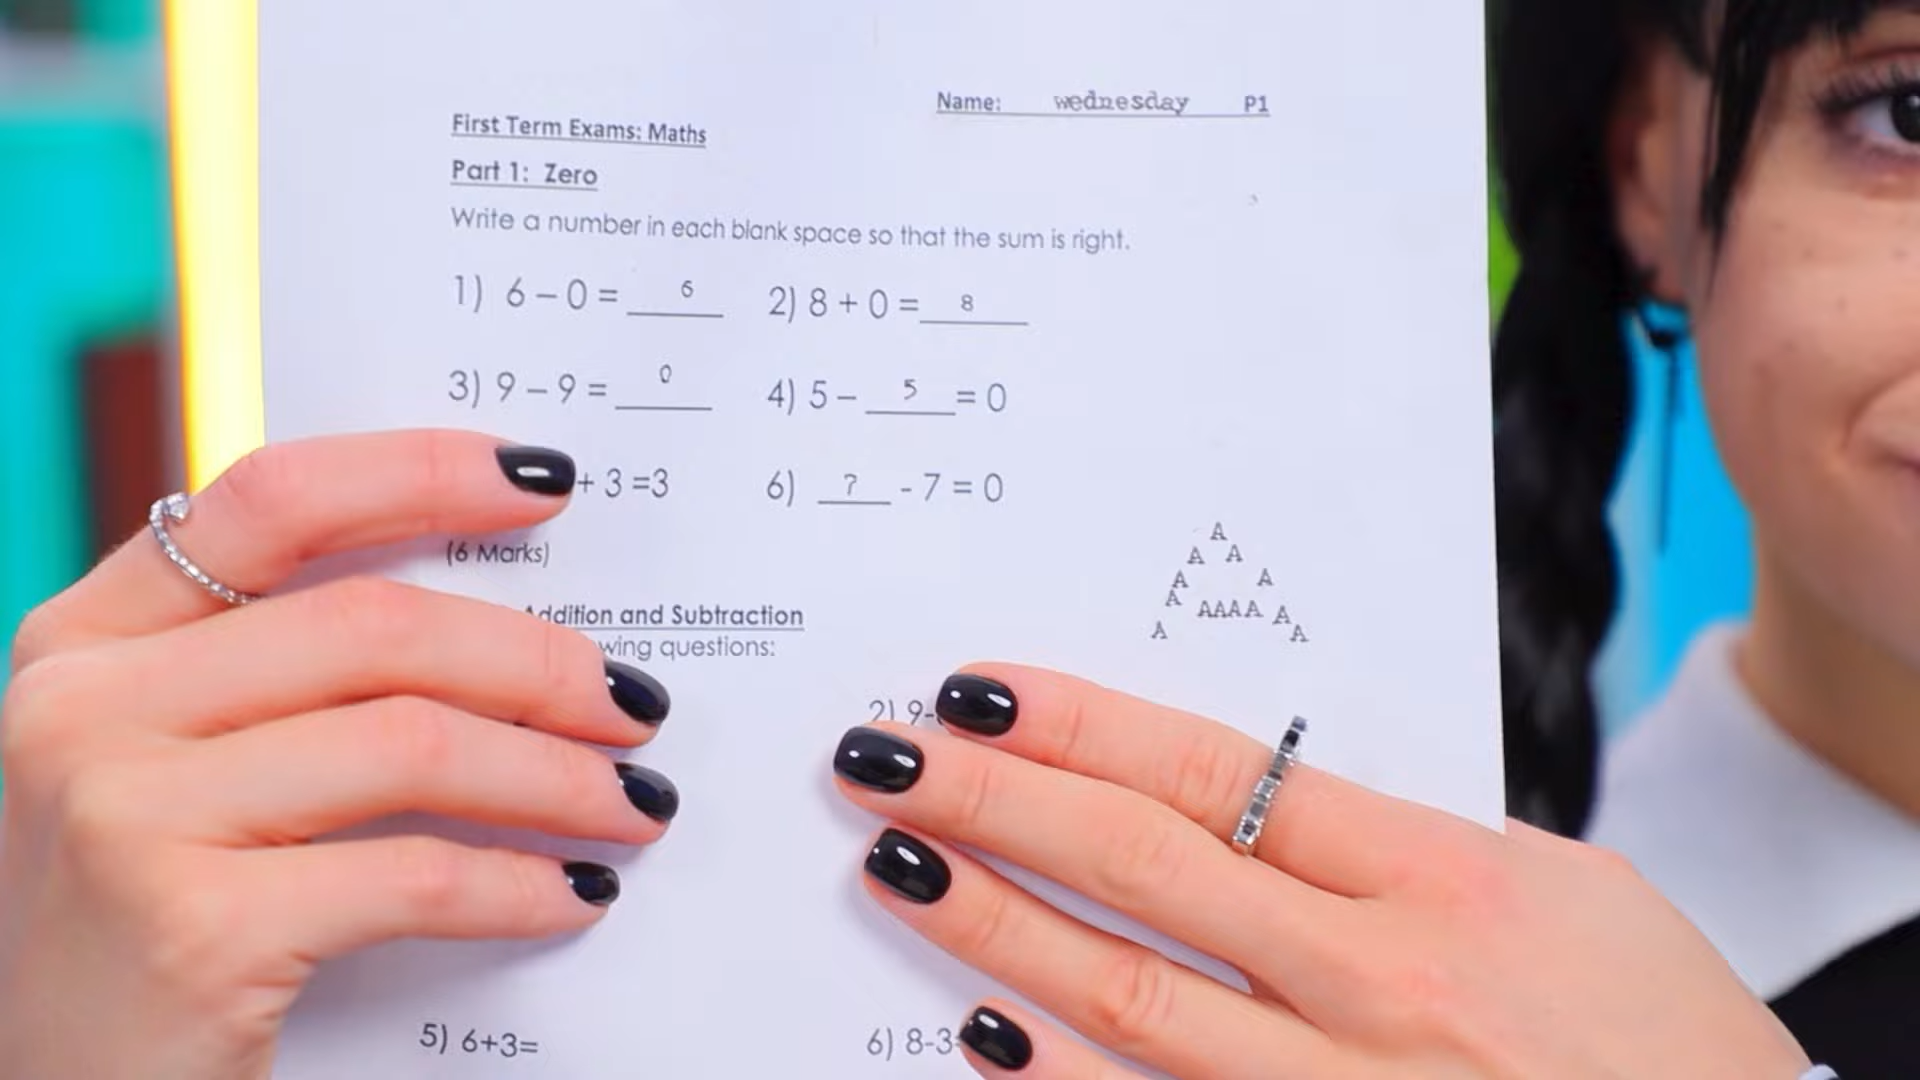 Name: wednesday P1
First Term Exams: Maths
Part 1: Zero
Write a number in each blank space so that the sum is right.
1) 6 – 0 = 6 2) 8 + 0 = 8
3) 9 – 9 = 0 4) 5 – 5 = 0
+ 3 =3 6) ? - 7 = 0
(6 Marks)
A
A A
A A
A AAAA A
A A
Addition and Subtraction
wing questions:
2) 9-
5) 6+3= 6) 8-3=